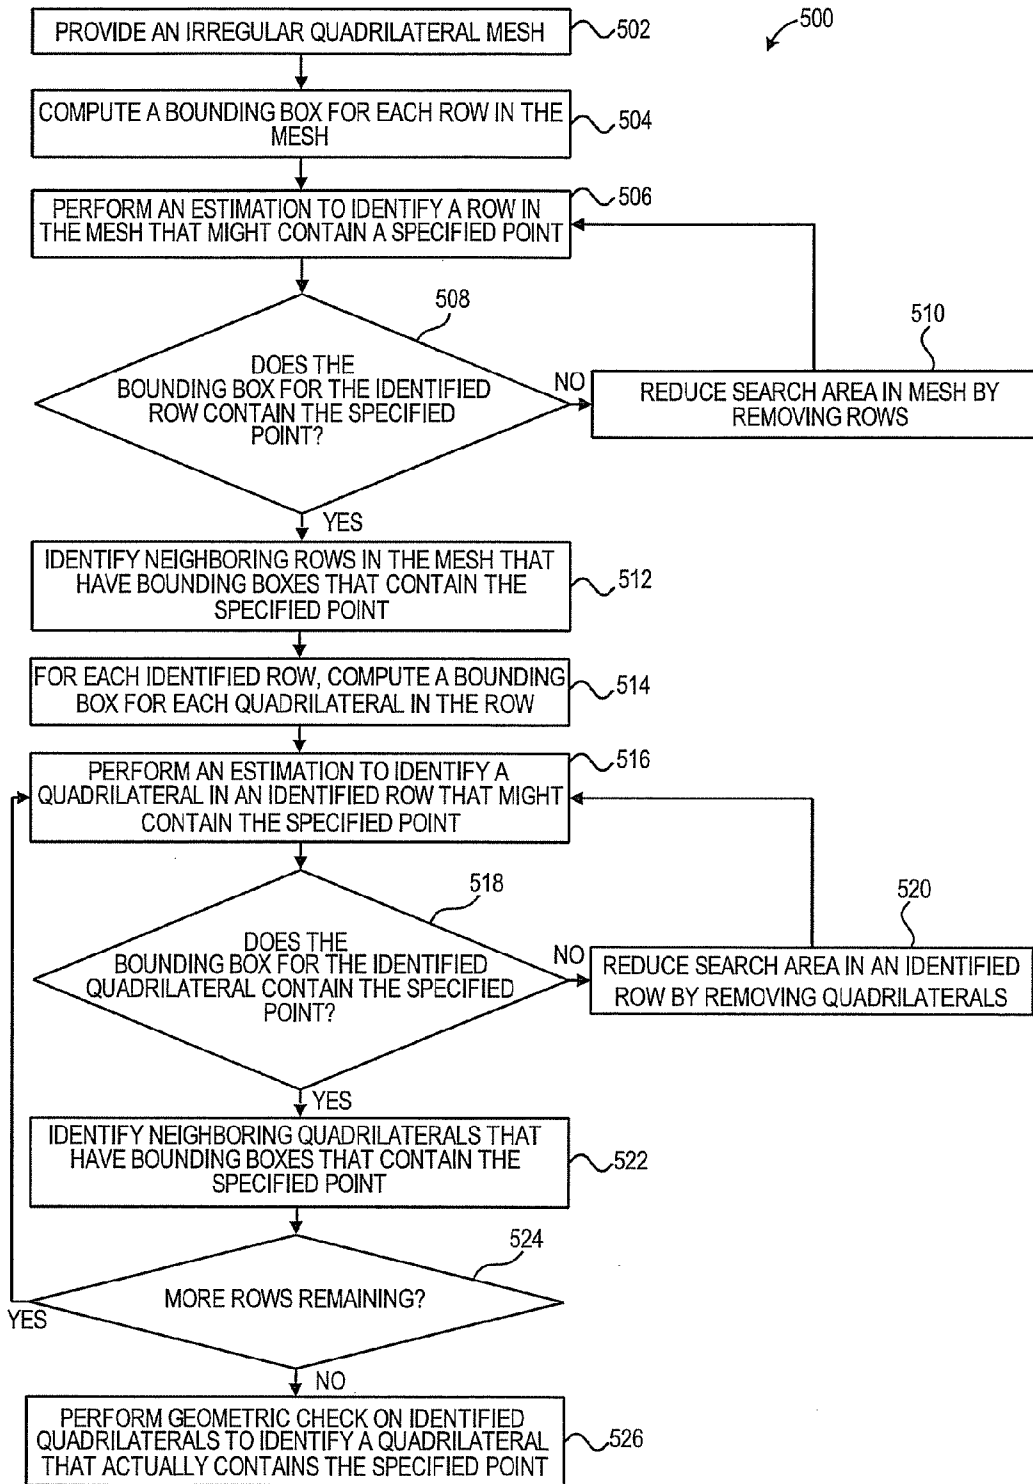 500
PROVIDE AN IRREGULAR QUADRILATERAL MESH
502
COMPUTE A BOUNDING BOX FOR EACH ROW IN THE
MESH
504
PERFORM AN ESTIMATION TO IDENTIFY A ROW IN
THE MESH THAT MIGHT CONTAIN A SPECIFIED POINT
506
508
DOES THE
BOUNDING BOX FOR THE IDENTIFIED
ROW CONTAIN THE SPECIFIED
POINT?
NO
510
REDUCE SEARCH AREA IN MESH BY
REMOVING ROWS
YES
IDENTIFY NEIGHBORING ROWS IN THE MESH THAT
HAVE BOUNDING BOXES THAT CONTAIN THE
SPECIFIED POINT
512
FOR EACH IDENTIFIED ROW, COMPUTE A BOUNDING
BOX FOR EACH QUADRILATERAL IN THE ROW
514
PERFORM AN ESTIMATION TO IDENTIFY A
QUADRILATERAL IN AN IDENTIFIED ROW THAT MIGHT
CONTAIN THE SPECIFIED POINT
516
518
DOES THE
BOUNDING BOX FOR THE IDENTIFIED
QUADRILATERAL CONTAIN THE SPECIFIED
POINT?
NO
520
REDUCE SEARCH AREA IN AN IDENTIFIED
ROW BY REMOVING QUADRILATERALS
YES
IDENTIFY NEIGHBORING QUADRILATERALS THAT
HAVE BOUNDING BOXES THAT CONTAIN THE
SPECIFIED POINT
522
524
MORE ROWS REMAINING?
YES
NO
PERFORM GEOMETRIC CHECK ON IDENTIFIED
QUADRILATERALS TO IDENTIFY A QUADRILATERAL
THAT ACTUALLY CONTAINS THE SPECIFIED POINT
526